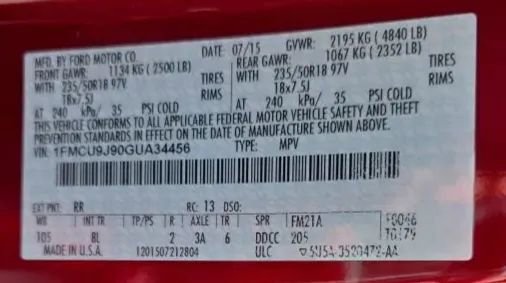 MFD. BY FORD MOTOR CO.
DATE: 07/15 GVWR: 2195 KG ( 4840 LB)
FRONT GAWR: 1134 KG ( 2500 LB) REAR GAWR: 1067 KG ( 2352 LB)
WITH 235/50R18 97V TIRES WITH 235/50R18 97V TIRES
18x7.5J RIMS 18x7.5J RIMS
AT 240 kPa/ 35 PSI COLD AT 240 kPa/ 35 PSI COLD
THIS VEHICLE CONFORMS TO ALL APPLICABLE FEDERAL MOTOR VEHICLE SAFETY AND THEFT
PREVENTION STANDARDS IN EFFECT ON THE DATE OF MANUFACTURE SHOWN ABOVE.
VIN: 1FMCU9J90GUA34456 TYPE: MPV
EXT PNT: RR RC: 13 DSO:
WB INT TR TP/PS R AXLE TR SPR FM21A F0046
105 BL 2 3A 6 DDCC 205 T0179
MADE IN U.S.A. 1201507212804 ULC